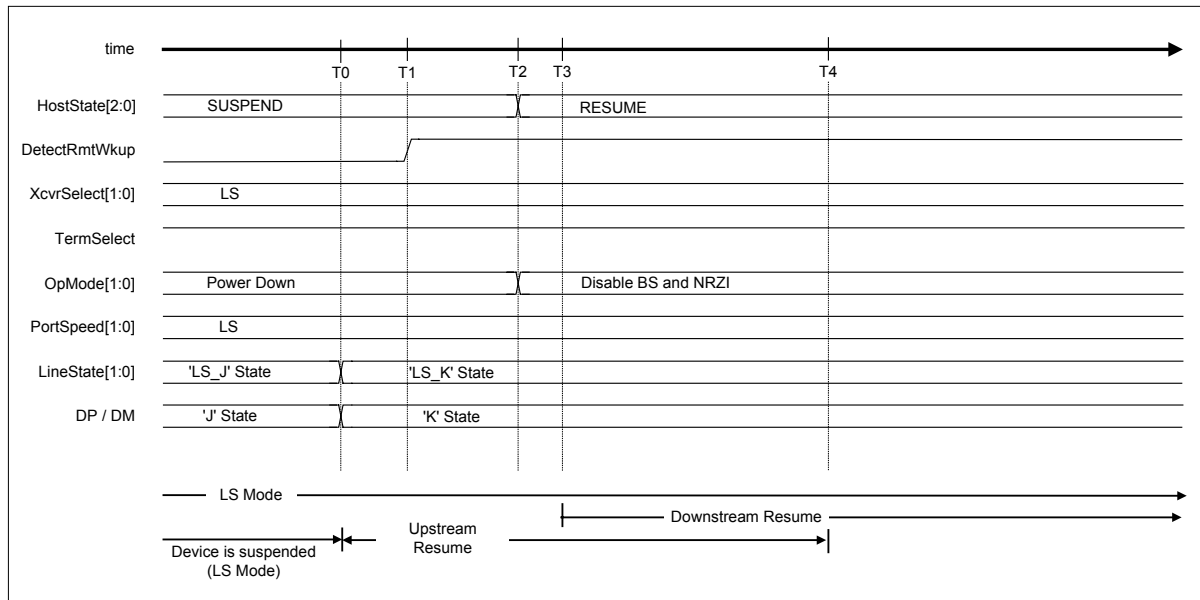 time
T0 T1 T2 T3 T4
HostState[2:0] SUSPEND RESUME
DetectRmtWkup
XcvrSelect[1:0] LS
TermSelect
OpMode[1:0] Power Down Disable BS and NRZI
PortSpeed[1:0] LS
LineState[1:0] 'LS_J' State 'LS_K' State
DP / DM 'J' State 'K' State
LS Mode
Downstream Resume
Upstream
Resume
Device is suspended
(LS Mode)